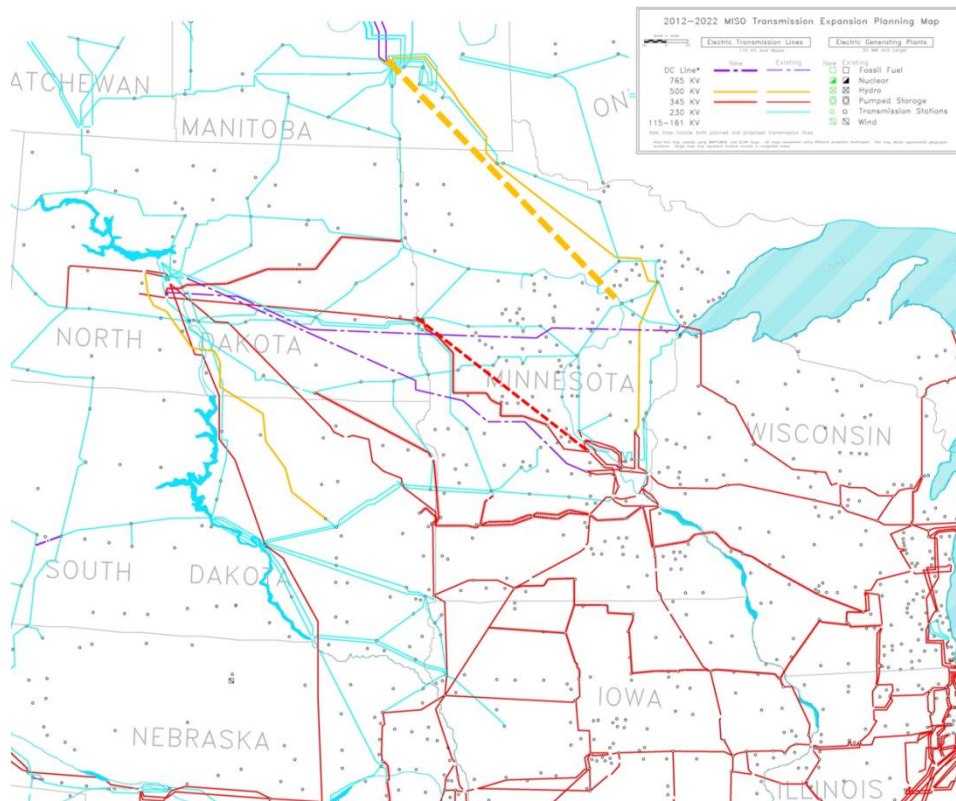 2012-2022 MISO Transmission Expansion Planning Map
Electric Transmission Lines
Electric Generating Plants
New
Existing
New Existing
DC Line*
765 KV
500 KV
345 KV
230 KV
115-161 KV
Fossil Fuel
Nuclear
Hydro
Pumped Storage
Transmission Stations
Wind
ATCHEWAN
MANITOBA
ON
NORTH DAKOTA
MINNESOTA
WISCONSIN
SOUTH DAKOTA
IOWA
NEBRASKA
ILLINOIS